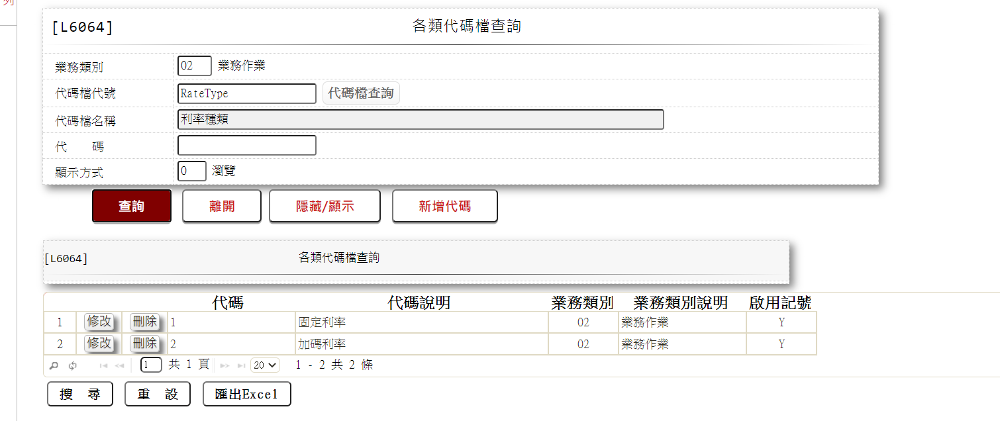 列
[L6064] 各類代碼檔查詢
業務類別 02 業務作業
代碼檔代號 RateType 代碼檔查詢
代碼檔名稱 利率種類
代 碼
顯示方式 0 瀏覽
查詢 離開 隱藏/顯示 新增代碼
[L6064] 各類代碼檔查詢
代碼 代碼說明 業務類別 業務類別說明 啟用記號
1 修改 刪除 1 固定利率 02 業務作業 Y
2 修改 刪除 2 加碼利率 02 業務作業 Y
1 共 1 頁 20 1 - 2 共 2 條
搜 尋 重 設 匯出Excel